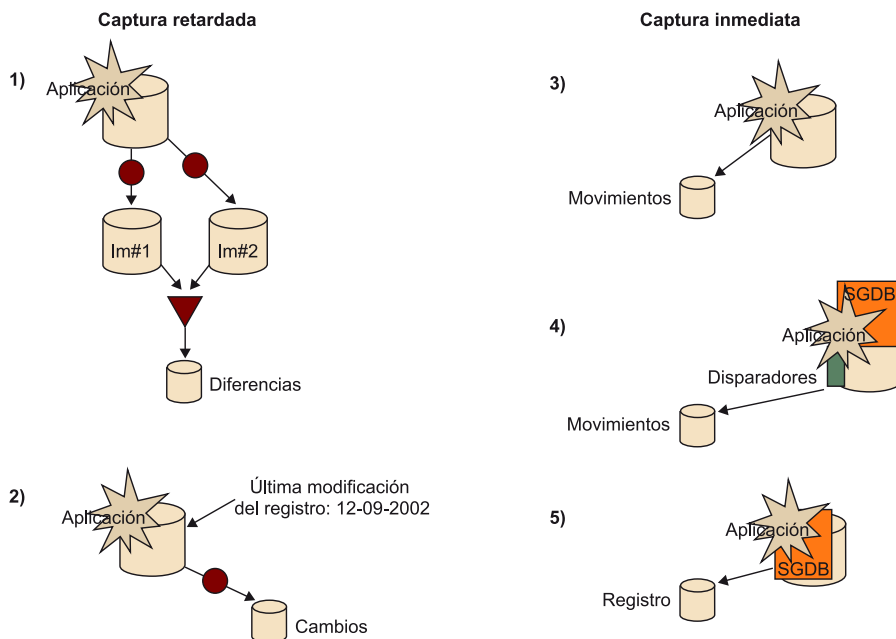 Captura retardada
1)
Aplicación
Im#1
Im#2
Diferencias
2)
Aplicación
Última modificación
del registro: 12-09-2002
Cambios
Captura inmediata
3)
Aplicación
Movimientos
4)
SGDB
Aplicación
Disparadores
Movimientos
5)
Aplicación
SGDB
Registro